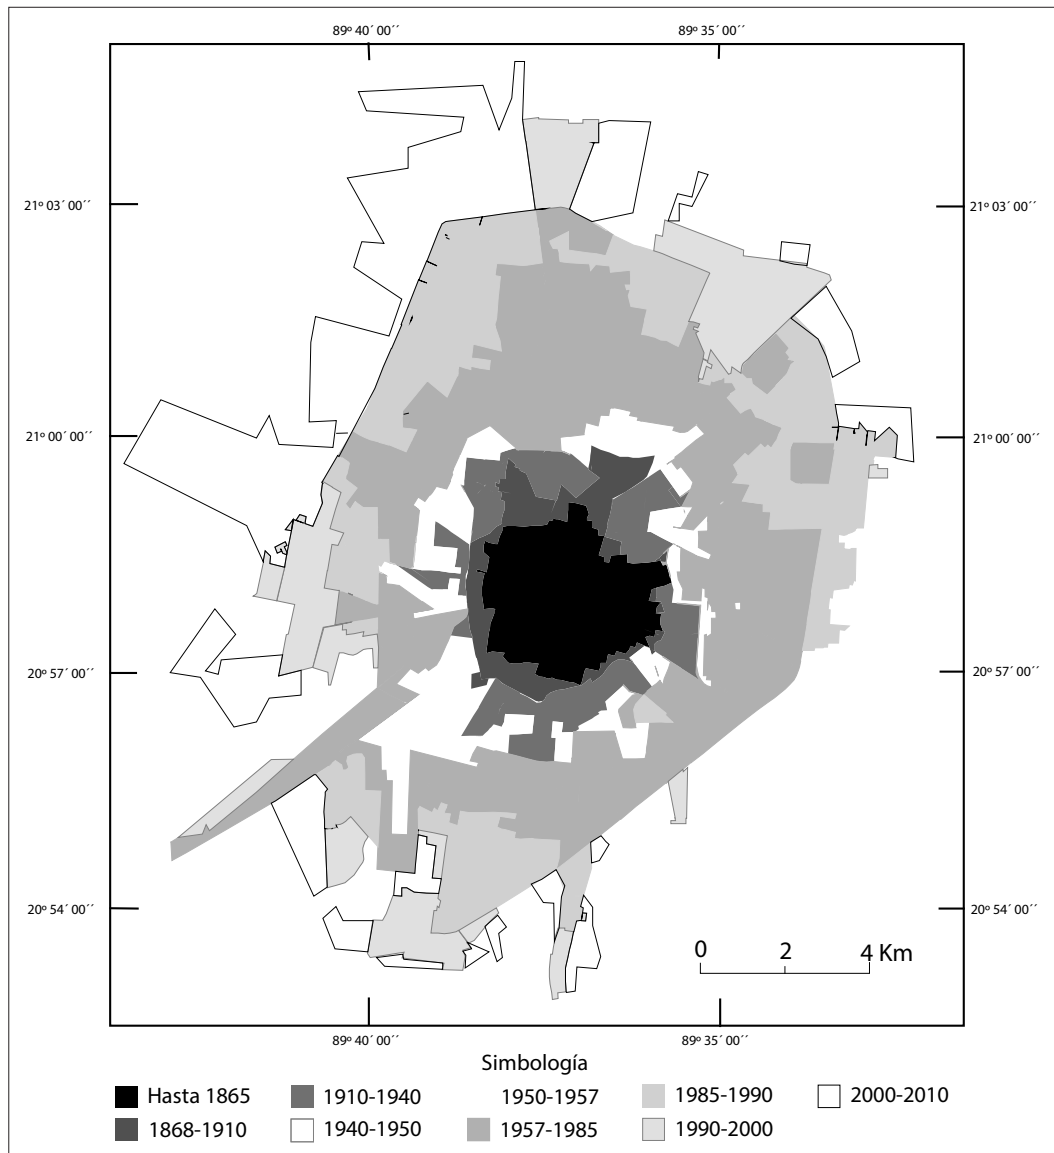 89º 40´ 00´´ 89º 35´ 00´´
21º 03´ 00´´ 21º 03´ 00´´
21º 00´ 00´´ 21º 00´ 00´´
20º 57´ 00´´ 20º 57´ 00´´
20º 54´ 00´´ 20º 54´ 00´´
0 2 4 Km
89º 40´ 00´´ 89º 35´ 00´´
Simbología
Hasta 1865 1910-1940 1950-1957 1985-1990 2000-2010
1868-1910 1940-1950 1957-1985 1990-2000